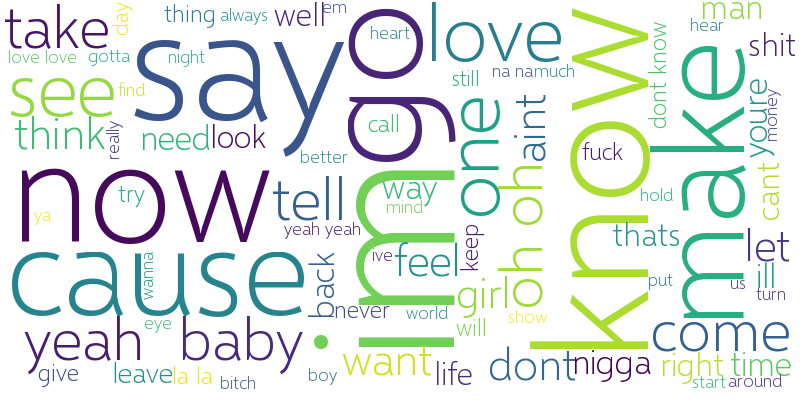 take
thing
always
well
em
day
love love
gotta
night
say
go
heart
love
man
hear
shit
see
find
think
really
need
look
better
call
still
na na
much
dont know
know
make
youre
money
now
try
ya
tell
way
mind
yeah yeah
one
oh oh
aint
fuck
hold
cant
thats
let
cause
wanna
back
ive
feel
keep
im
girl
put
us
ill
turn
yeah
baby
eye
never
world
will
show
come
give
leave
la la
bitch
boy
want
life
dont
nigga
right
time
start
around